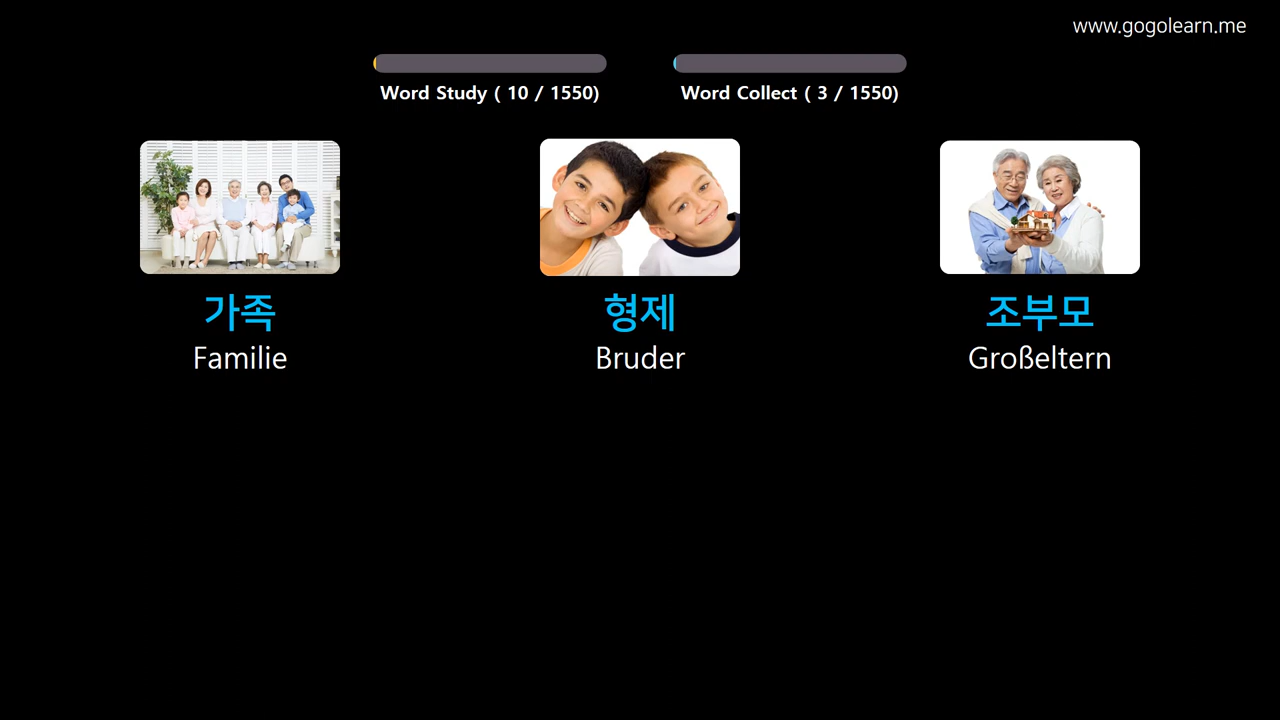 www.gogolearn.me
Word Study ( 10 / 1550)
Word Collect ( 3 / 1550)
가족
Familie
형제
Bruder
조부모
Großeltern